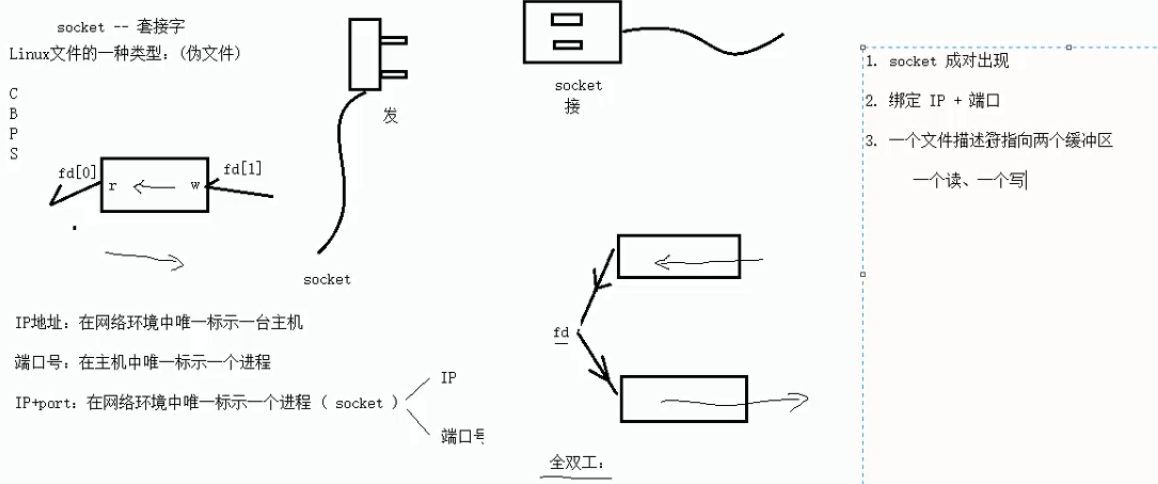 socket -- 套接字
Linux文件的一种类型：(伪文件)
C
B
P
S
fd[0]
r
w
fd[1]
发
socket
socket
接
1. socket 成对出现
2. 绑定 IP + 端口
3. 一个文件描述符指向两个缓冲区
一个读、一个写
IP地址：在网络环境中唯一标示一台主机
端口号：在主机中唯一标示一个进程
IP+port：在网络环境中唯一标示一个进程（ socket ）
IP
端口号
fd
全双工：